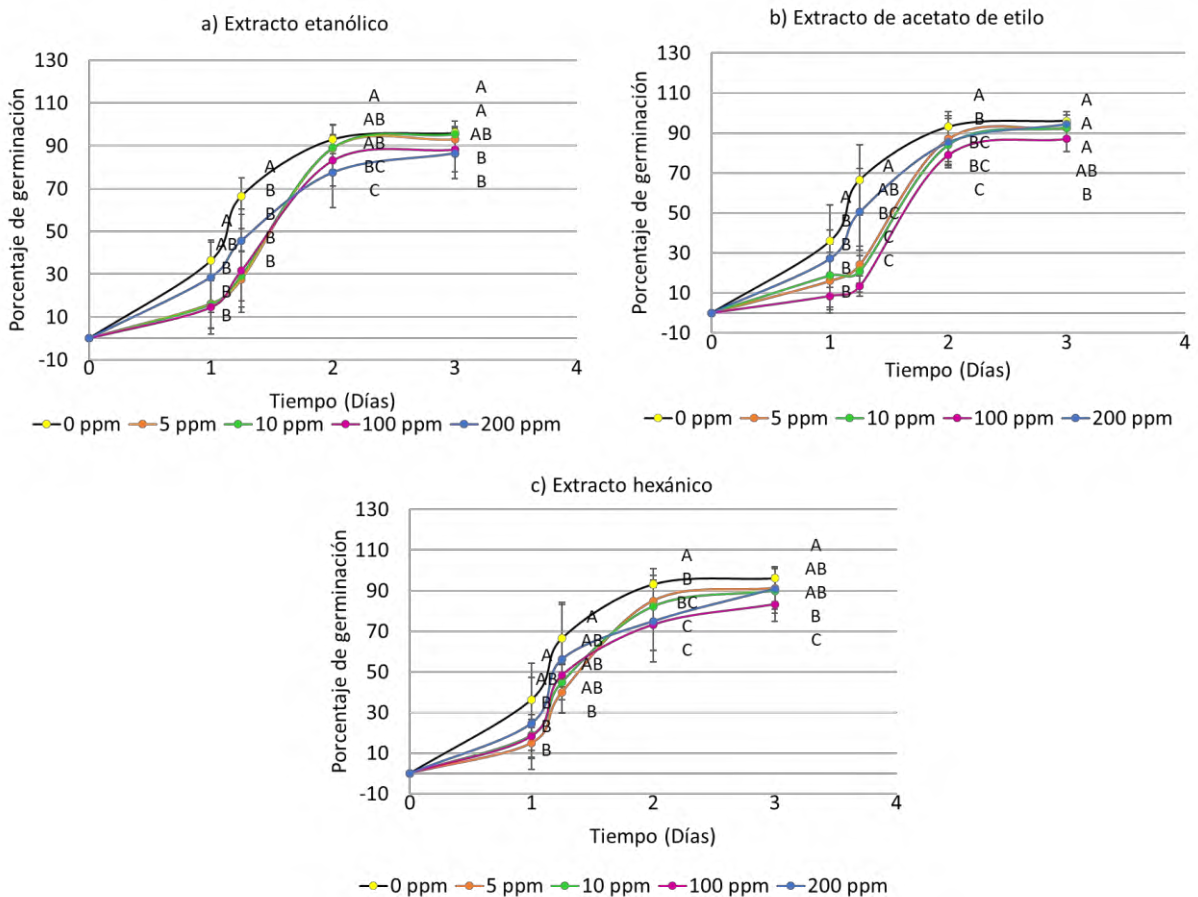 a) Extracto etanólico
Porcentaje de germinación
130
110
90
70
50
30
10
-10
0
1
2
3
4
A
AB
B
B
B
A
B
B
B
B
A
AB
AB
BC
C
A
A
AB
B
B
Tiempo (Días)
0 ppm 5 ppm 10 ppm 100 ppm 200 ppm
b) Extracto de acetato de etilo
Porcentaje de germinación
130
110
90
70
50
30
10
-10
0
1
2
3
4
A
B
B
B
B
A
AB
BC
C
C
A
B
BC
BC
C
A
A
A
AB
B
Tiempo (Días)
0 ppm 5 ppm 10 ppm 100 ppm 200 ppm
c) Extracto hexánico
Porcentaje de germinación
130
110
90
70
50
30
10
-10
0
1
2
3
4
A
AB
B
B
B
A
AB
AB
AB
B
A
B
BC
C
C
A
AB
AB
B
C
Tiempo (Días)
0 ppm 5 ppm 10 ppm 100 ppm 200 ppm